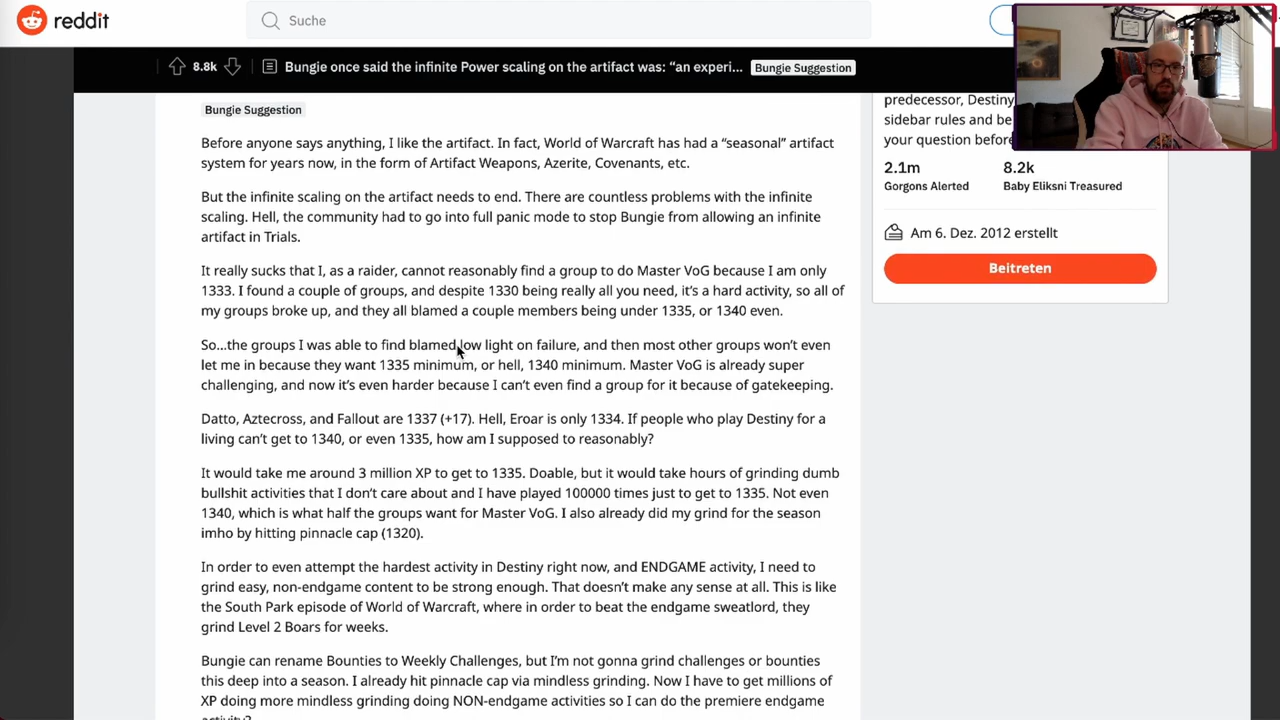 reddit
Suche
8.8k
Bungie once said the infinite Power scaling on the artifact was: “an experi...
Bungie Suggestion
Bungie Suggestion
Before anyone says anything, I like the artifact. In fact, World of Warcraft has had a “seasonal” artifact
system for years now, in the form of Artifact Weapons, Azerite, Covenants, etc.
But the infinite scaling on the artifact needs to end. There are countless problems with the infinite
scaling. Hell, the community had to go into full panic mode to stop Bungie from allowing an infinite
artifact in Trials.
It really sucks that I, as a raider, cannot reasonably find a group to do Master VoG because I am only
1333. I found a couple of groups, and despite 1330 being really all you need, it’s a hard activity, so all of
my groups broke up, and they all blamed a couple members being under 1335, or 1340 even.
So...the groups I was able to find blamed low light on failure, and then most other groups won’t even
let me in because they want 1335 minimum, or hell, 1340 minimum. Master VoG is already super
challenging, and now it’s even harder because I can’t even find a group for it because of gatekeeping.
Datto, Aztecross, and Fallout are 1337 (+17). Hell, Eroar is only 1334. If people who play Destiny for a
living can’t get to 1340, or even 1335, how am I supposed to reasonably?
It would take me around 3 million XP to get to 1335. Doable, but it would take hours of grinding dumb
bullshit activities that I don’t care about and I have played 100000 times just to get to 1335. Not even
1340, which is what half the groups want for Master VoG. I also already did my grind for the season
imho by hitting pinnacle cap (1320).
In order to even attempt the hardest activity in Destiny right now, and ENDGAME activity, I need to
grind easy, non-endgame content to be strong enough. That doesn’t make any sense at all. This is like
the South Park episode of World of Warcraft, where in order to beat the endgame sweatlord, they
grind Level 2 Boars for weeks.
Bungie can rename Bounties to Weekly Challenges, but I’m not gonna grind challenges or bounties
this deep into a season. I already hit pinnacle cap via mindless grinding. Now I have to get millions of
XP doing more mindless grinding doing NON-endgame activities so I can do the premiere endgame
activity?
predecessor, Destiny
sidebar rules and be
your question before
2.1m
8.2k
Gorgons Alerted
Baby Eliksni Treasured
Am 6. Dez. 2012 erstellt
Beitreten